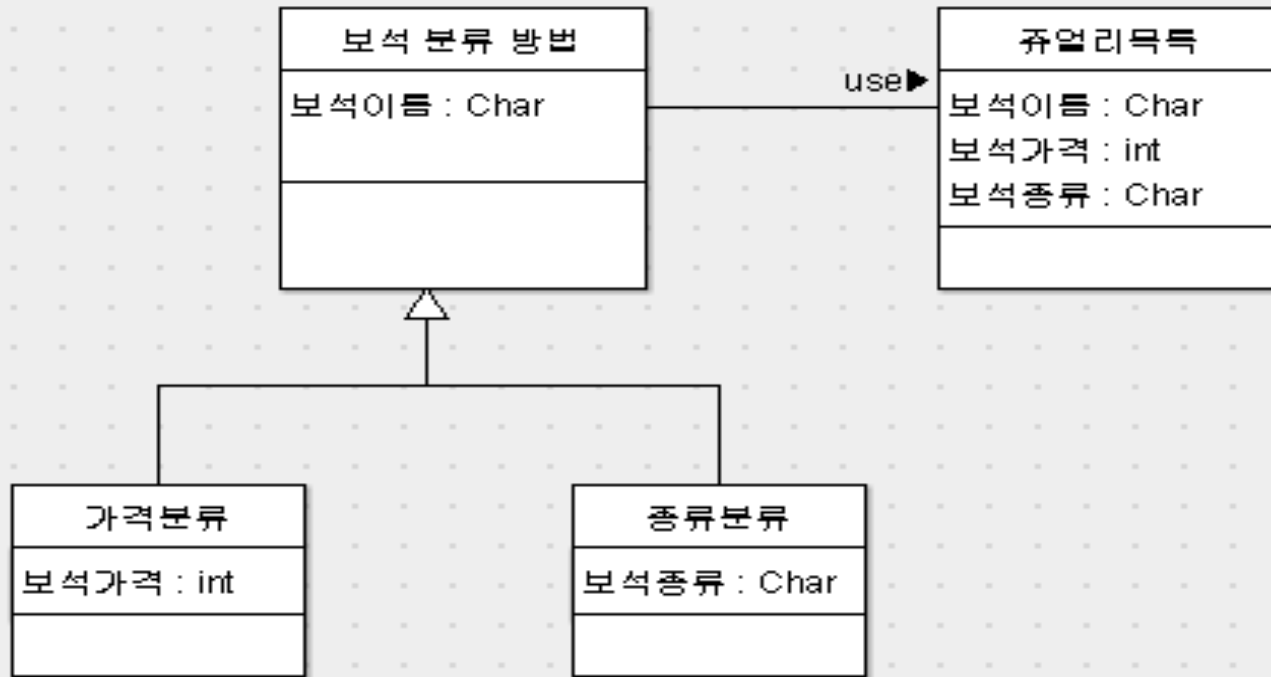 보석 분류 방법
보석이름 : Char
use▶
쥬얼리목록
보석이름 : Char
보석가격 : int
보석종류 : Char
가격분류
보석가격 : int
종류분류
보석종류 : Char